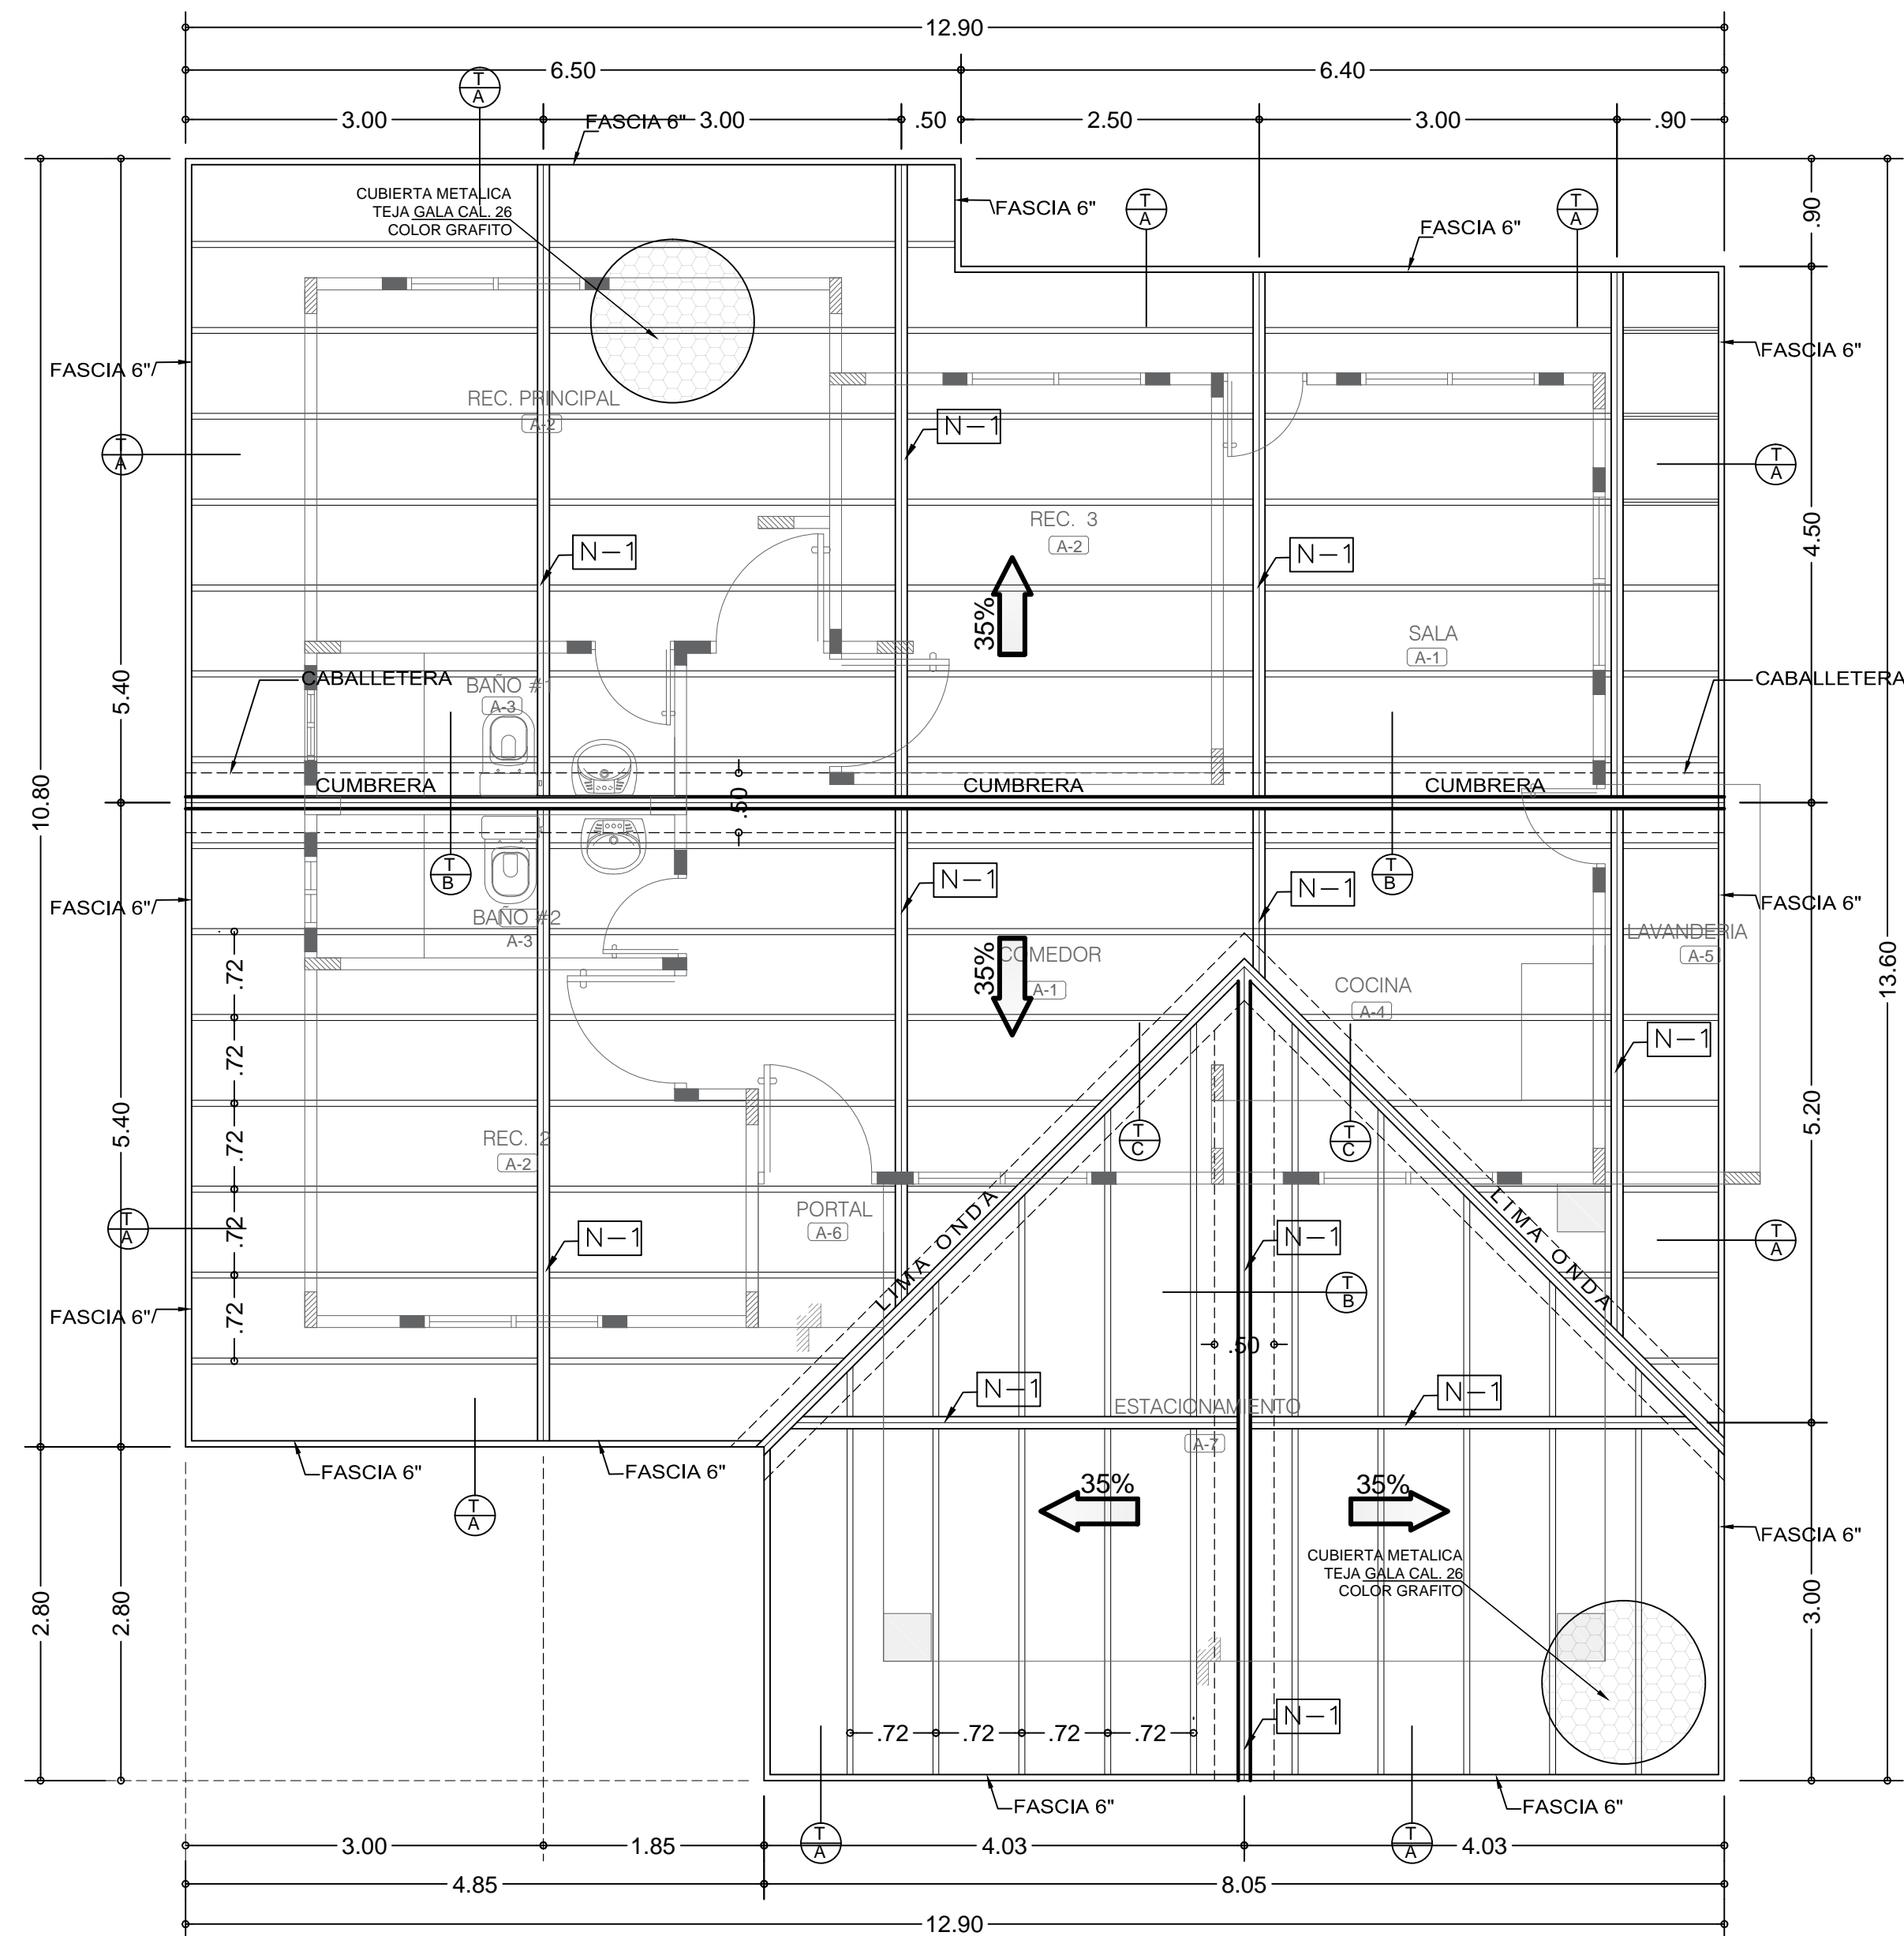 12.90
6.50
6.40
T
A
3.00
FASCIA 6"
3.00
.50
2.50
3.00
.90
CUBIERTA METALICA
TEJA GALA CAL. 26
COLOR GRAFITO
FASCIA 6"
T
A
T
A
FASCIA 6"
.90
FASCIA 6"
FASCIA 6"
REC. PRINCIPAL
A-2
N-1
T
A
T
A
REC. 3
A-2
4.50
N-1
N-1
35%
SALA
A-1
5.40
CABALLETERA
BAÑO #1
A-3
CABALLETERA
10.80
CUMBRERA
.50
CUMBRERA
CUMBRERA
T
B
N-1
N-1
T
B
FASCIA 6"
FASCIA 6"
BAÑO #2
A-3
LAVANDERIA
A-5
.72
35%
COMEDOR
A-1
COCINA
A-4
13.60
N-1
.72
5.40
5.20
.72
REC. 2
A-2
T
C
T
C
PORTAL
A-6
LIMA ONDA
LIMA ONDA
T
A
.72
N-1
N-1
T
A
T
B
FASCIA 6"
.72
.50
N-1
N-1
ESTACIONAMIENTO
A-7
FASCIA 6"
FASCIA 6"
35%
35%
T
A
FASCIA 6"
CUBIERTA METALICA
TEJA GALA CAL. 26
COLOR GRAFITO
2.80
2.80
3.00
N-1
.72
.72
.72
.72
FASCIA 6"
FASCIA 6"
3.00
1.85
T
A
4.03
T
A
4.03
4.85
8.05
12.90